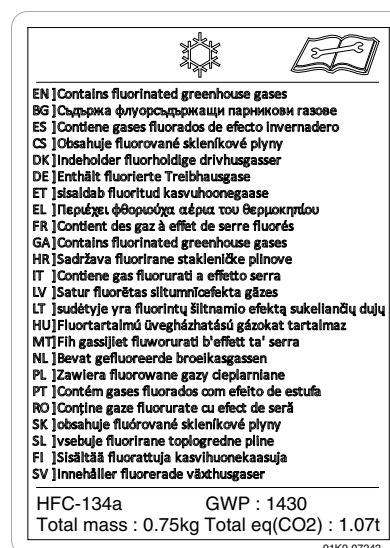 EN ]Contains fluorinated greenhouse gases
BG ]Съдържа флуорсъдържащи парникови газове
ES ]Contiene gases fluorados de efecto invernadero
CS ]Obsahuje fluorované skleníkové plyny
DK]Indeholder fluorholdige drivhusgasser
DE ]Enthält fluorierte Treibhausgase
ET ]sisaldab fluoritud kasvuhoonegaase
EL ]Περιέχει φθοριούχα αέρια του θερμοκηπίου
FR ]Contient des gaz à effet de serre fluorés
GA]Contains fluorinated greenhouse gases
HR]Sadržava fluorirane stakleničke plinove
IT ]Contiene gas fluorurati a effetto serra
LV ]Satur fluorētas siltumnīcefekta gāzes
LT ]sudėtyje yra fluorintų šiltnamio efektą sukeliančių dujų
HU]Fluortartalmú üvegházhatású gázokat tartalmaz
MT]Fih gassijiet fluworurati b'effett ta' serra
NL ]Bevat gefluoreerde broeikasgassen
PL ]Zawiera fluorowane gazy cieplarniane
PT ]Contém gases fluorados com efeito de estufa
RO ]Conține gaze fluorurate cu efect de seră
SK ]obsahuje fluórované skleníkové plyny
SL ]vsebuje fluorirane toplogredne pline
FI ]Sisältää fluorattuja kasvihuonekaasuja
SV ]Innehåller fluorerade växthusgaser
HFC-134a GWP : 1430
Total mass : 0.75kg Total eq(CO2) : 1.07t